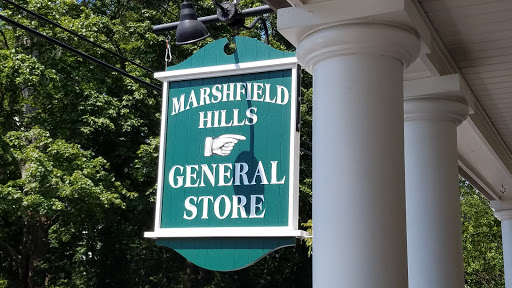 MARSHFIELD
HILLS
GENERAL
STORE